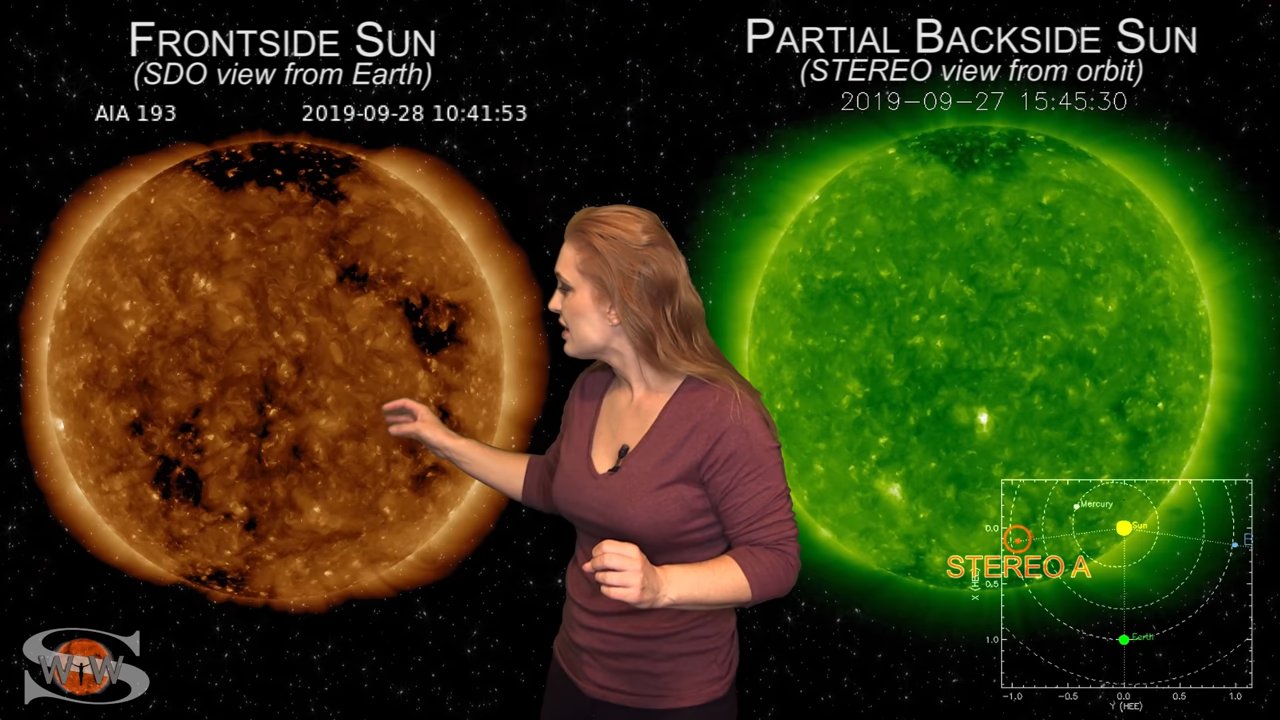 FRONTSIDE SUN
(SDO view from Earth)
AIA 193 2019-09-28 10:41:53
PARTIAL BACKSIDE SUN
(STEREO view from orbit)
2019-09-27 15:45:30
Mercury
0.0
Sun
STEREO A
0.5
1.0
Earth
-1.0 -0.5 0.0 0.5 1.0
Y (HEE)
S
WTW